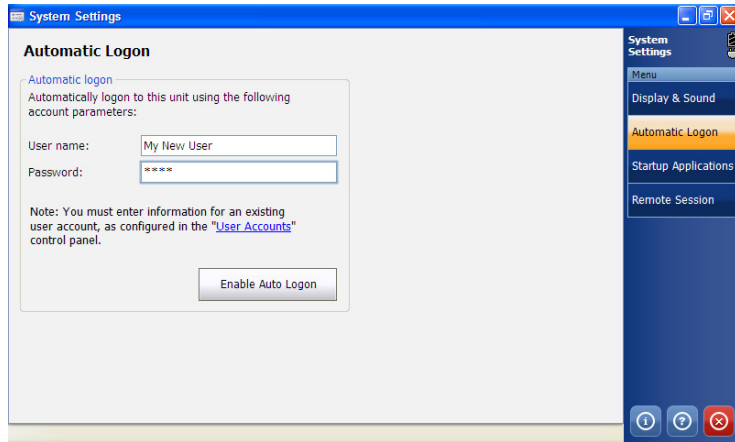 System Settings
Automatic Logon
Automatic logon
Automatically logon to this unit using the following
account parameters:
User name:
My New User
Password:
****
Note: You must enter information for an existing
user account, as configured in the "User Accounts"
control panel.
Enable Auto Logon
System
Settings
Menu
Display & Sound
Automatic Logon
Startup Applications
Remote Session